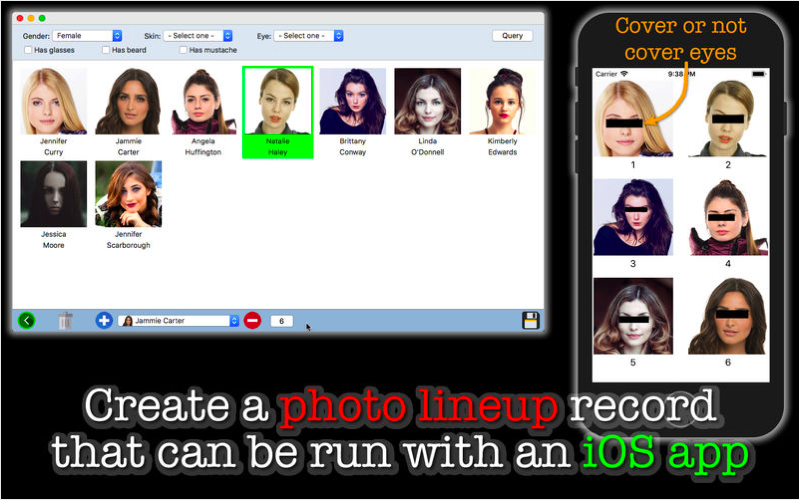 Gender: Female Skin: - Select one - Eye: - Select one - Query
Has glasses Has beard Has mustache
Jennifer Curry
Jammie Carter
Angela Huffington
Natalie Haley
Brittany Conway
Linda O'Donnell
Kimberly Edwards
Jessica Moore
Jennifer Scarborough
Jammie Carter 6
Cover or not
cover eyes
Carrier 9:38 PM
1 2
3 4
5 6
Create a photo lineup record
that can be run with an iOS app